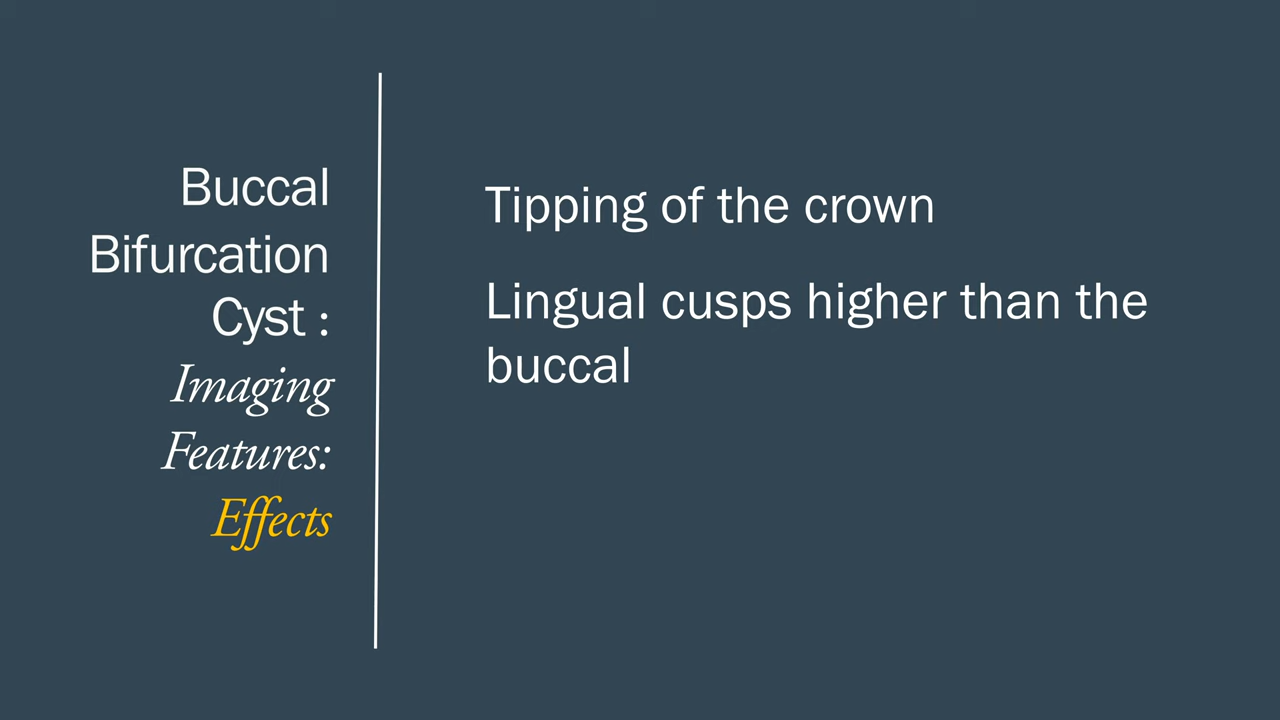 Buccal
Bifurcation
Cyst :
Imaging
Features:
Effects
Tipping of the crown
Lingual cusps higher than the
buccal